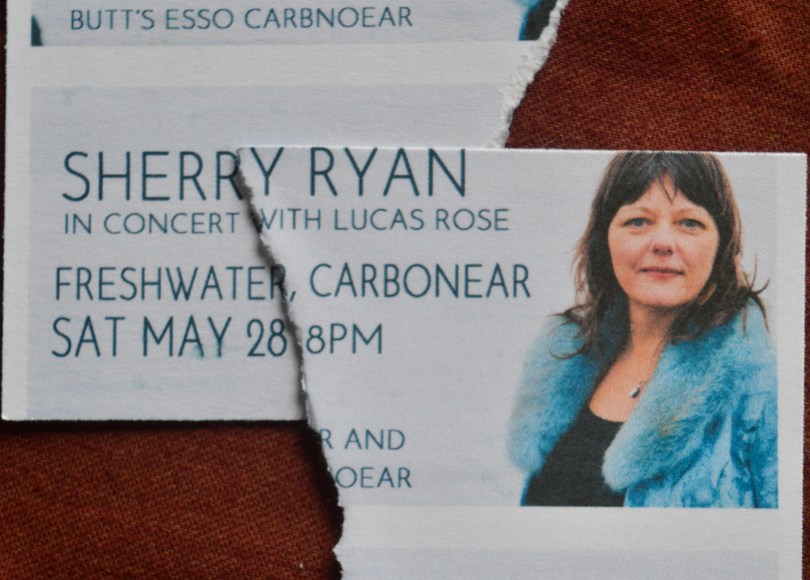 BUTT'S ESSO CARBNOEAR
SHERRY RYAN
IN CONCERT WITH LUCAS ROSE
FRESHWATER, CARBONEAR
SAT MAY 28 8PM
R AND
OEAR